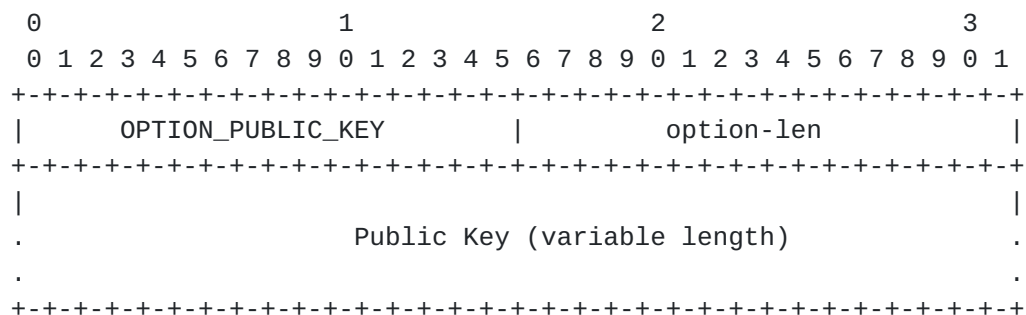 0                   1                   2                   3
 0 1 2 3 4 5 6 7 8 9 0 1 2 3 4 5 6 7 8 9 0 1 2 3 4 5 6 7 8 9 0 1
+-+-+-+-+-+-+-+-+-+-+-+-+-+-+-+-+-+-+-+-+-+-+-+-+-+-+-+-+-+-+-+-+
|      OPTION_PUBLIC_KEY        |         option-len            |
+-+-+-+-+-+-+-+-+-+-+-+-+-+-+-+-+-+-+-+-+-+-+-+-+-+-+-+-+-+-+-+-+
|                                                               |
.                     Public Key (variable length)              .
.                                                               .
+-+-+-+-+-+-+-+-+-+-+-+-+-+-+-+-+-+-+-+-+-+-+-+-+-+-+-+-+-+-+-+-+